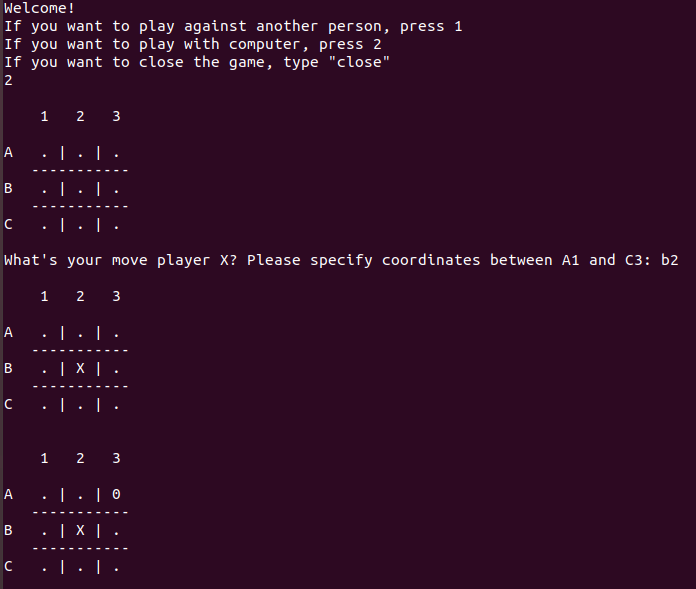 Welcome!
If you want to play against another person, press 1
If you want to play with computer, press 2
If you want to close the game, type "close"
2
    1   2   3
A   . | . | .
   -----------
B   . | . | .
   -----------
C   . | . | .
What's your move player X? Please specify coordinates between A1 and C3: b2
    1   2   3
A   . | . | .
   -----------
B   . | X | .
   -----------
C   . | . | .
    1   2   3
A   . | . | 0
   -----------
B   . | X | .
   -----------
C   . | . | .